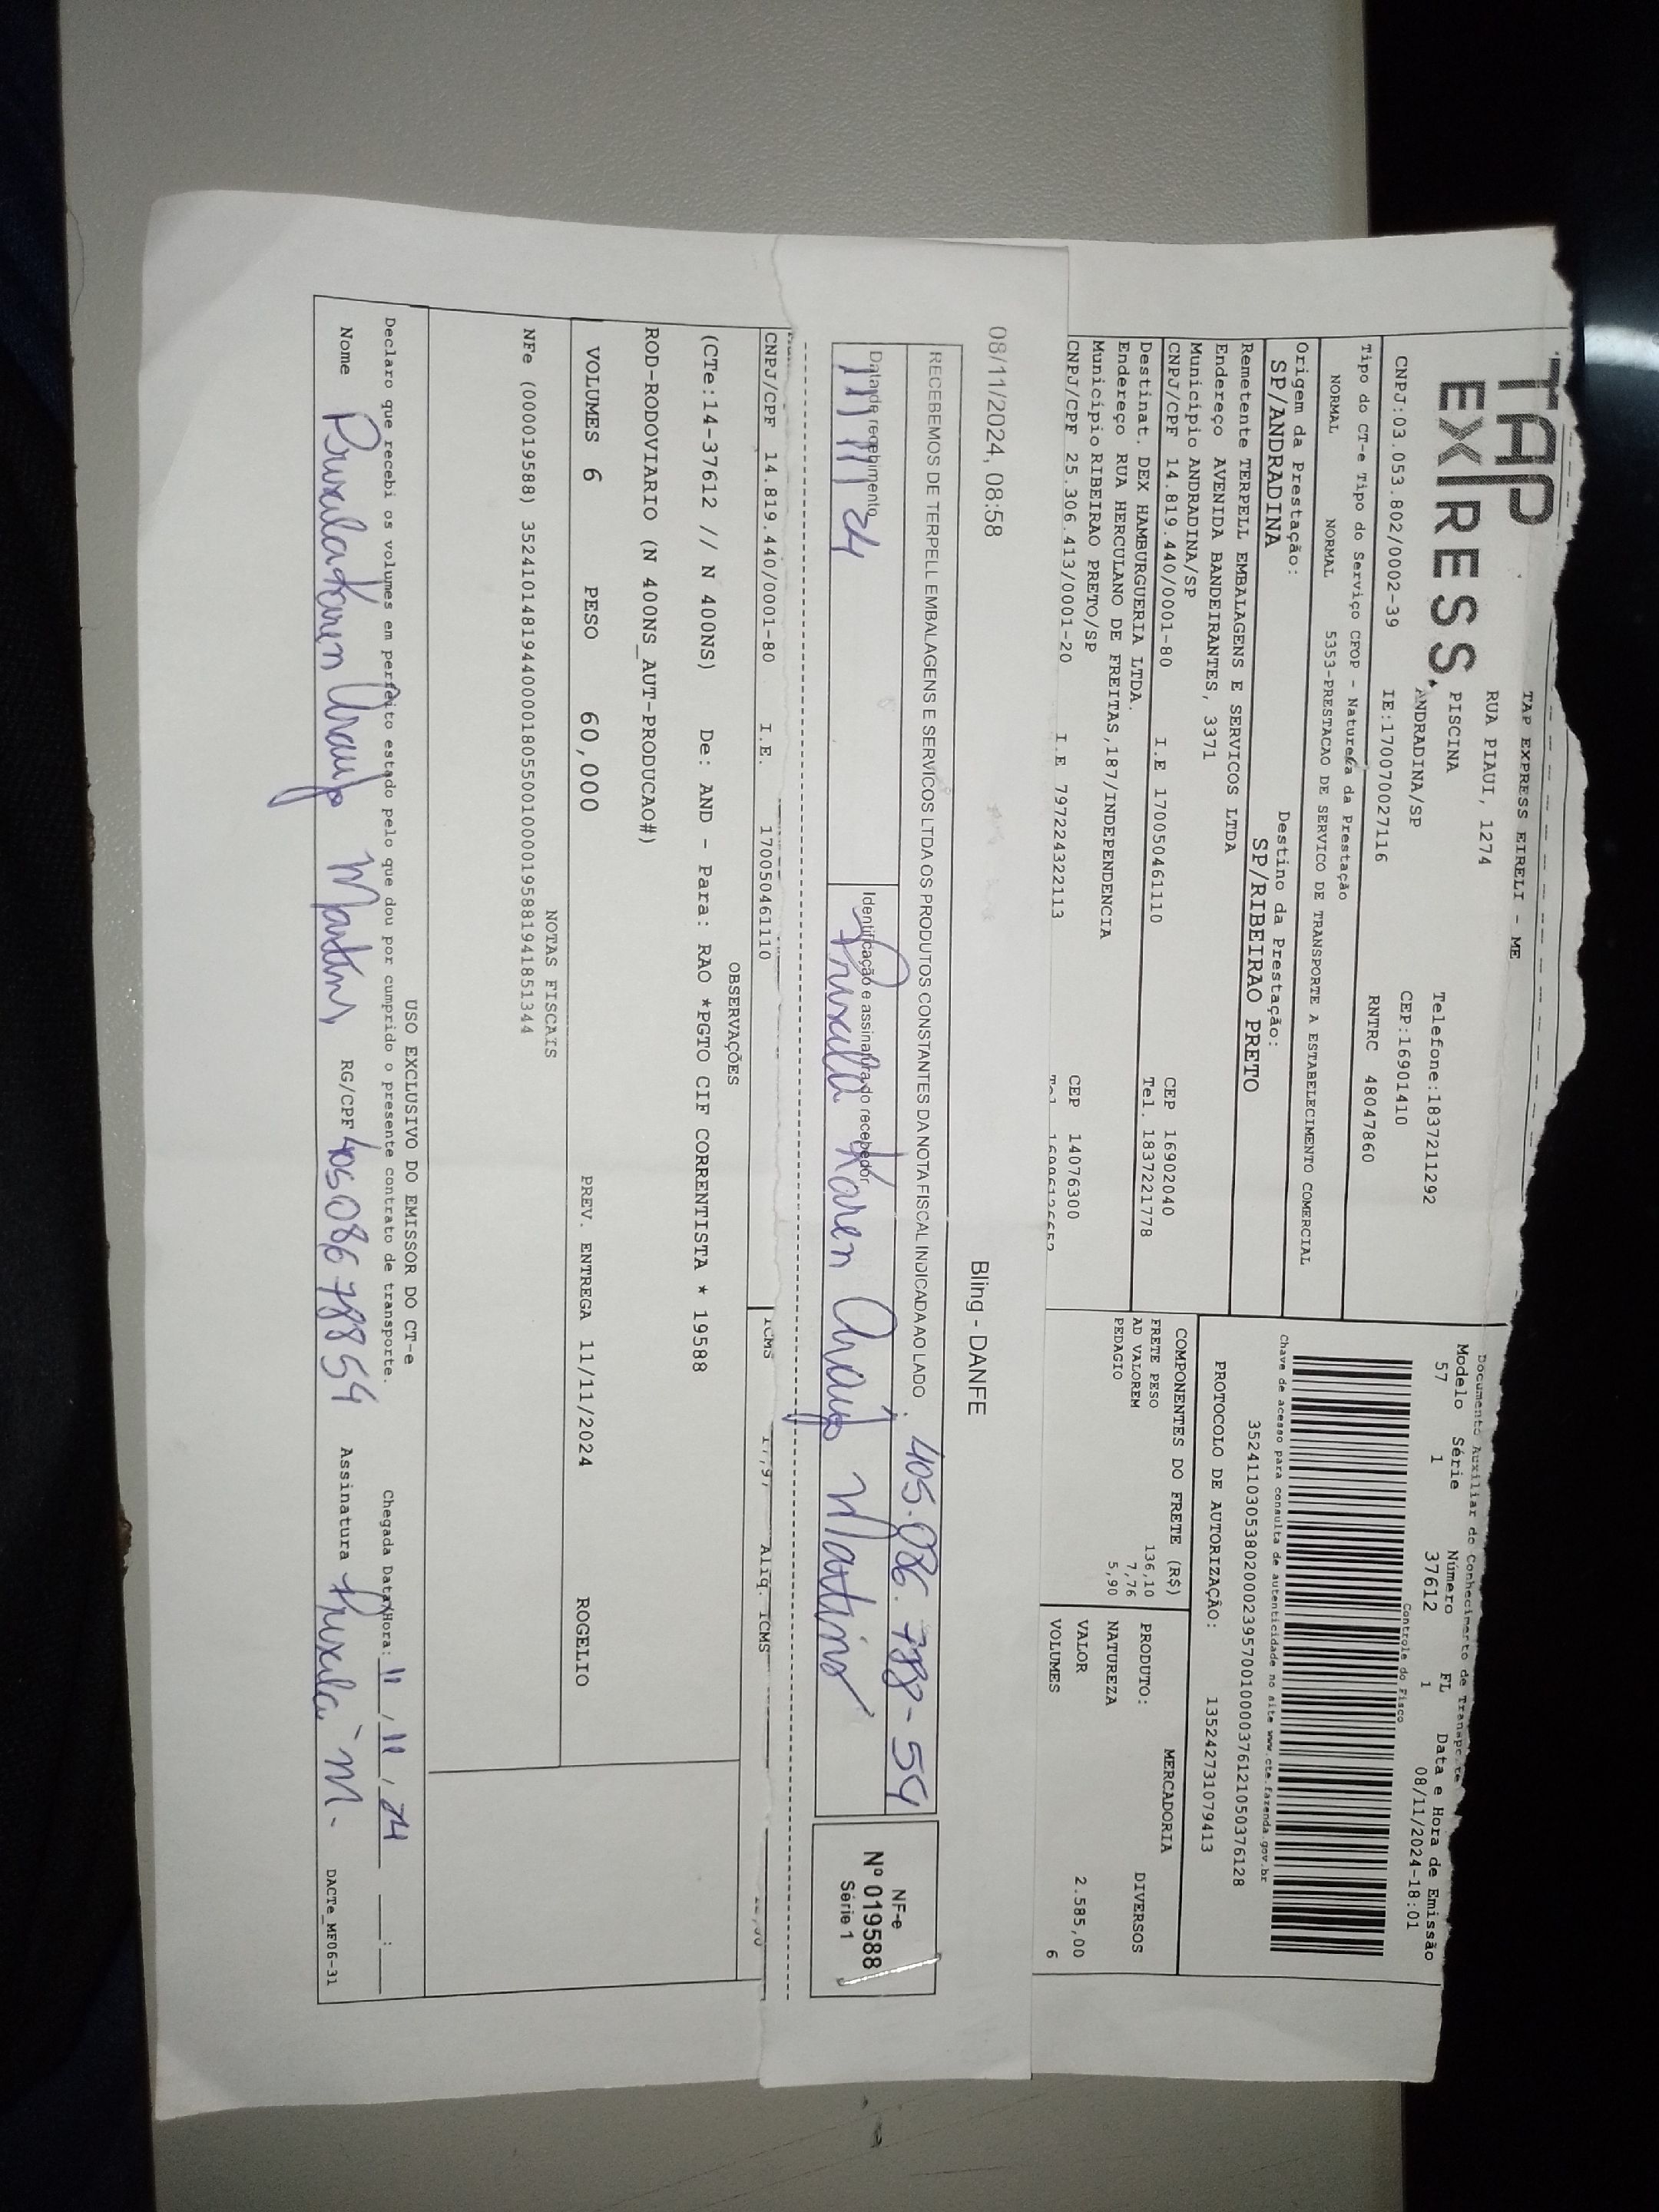 TAP EXPRESS
TAP EXPRESS EIRELI - ME
RUA PIAUI, 1274
PISCINA
ANDRADINA/SP
Telefone:1837211292
CEP:16901410
CNPJ:03.053.802/0002-39 IE:170070027116 RNTRC 48047860
Documento Auxiliar do Conhecimento de Transporte
Modelo Série Número FL Data e Hora de Emissão
57 1 37612 1 08/11/2024-18:01
Controle do Fisco
Chave de acesso para consulta de autenticidade no site www.cte.fazenda.gov.br
35241103053802000239570010000376121050376128
PROTOCOLO DE AUTORIZAÇÃO: 135242731079413
Tipo do CT-e Tipo do Serviço CFOP - Natureza da Prestação
NORMAL NORMAL 5353-PRESTACAO DE SERVICO DE TRANSPORTE A ESTABELECIMENTO COMERCIAL
Origem da Prestação: Destino da Prestação:
SP/ANDRADINA SP/RIBEIRAO PRETO
Remetente TERPELL EMBALAGENS E SERVICOS LTDA
Endereço AVENIDA BANDEIRANTES, 3371
Município ANDRADINA/SP CEP 16902040
CNPJ/CPF 14.819.440/0001-80 I.E 170050461110 Tel. 1837221778
Destinat. DEX HAMBURGUERIA LTDA.
Endereço RUA HERCULANO DE FREITAS,187/INDEPENDENCIA
Município RIBEIRAO PRETO/SP CEP 14076300
CNPJ/CPF 25.306.413/0001-20 I.E 797224322113
COMPONENTES DO FRETE (R$)
FRETE PESO 136,10
AD VALOREM 7,76
PEDAGIO 5,90
MERCADORIA
PRODUTO: DIVERSOS
NATUREZA
VALOR 2.585,00
VOLUMES 6
08/11/2024, 08:58 Bling - DANFE
RECEBEMOS DE TERPELL EMBALAGENS E SERVICOS LTDA OS PRODUTOS CONSTANTES DA NOTA FISCAL INDICADA AO LADO
405.086.788-54
Data de recebimento Identificação e assinatura do recebedor
11/11/24 Priscila Karen Araujo Martins
NF-e
Nº 019588
Série 1
CNPJ/CPF 14.819.440/0001-80 I.E. 170050461110
ICMS Aliq. ICMS
OBSERVAÇÕES
(CTe:14-37612 // N 400NS) De: AND - Para: RAO *PGTO CIF CORRENTISTA * 19588
ROD-RODOVIARIO (N 400NS_AUT-PRODUCAO#)
VOLUMES 6 PESO 60,000 PREV. ENTREGA 11/11/2024 ROGELIO
NOTAS FISCAIS
NFe (000019588) 35241014819440000180550010000195881941851344
USO EXCLUSIVO DO EMISSOR DO CT-e
Declaro que recebi os volumes em perfeito estado pelo que dou por cumprido o presente contrato de transporte. Chegada Data/Hora: 11/11/24
Nome Priscila Karen Araujo Martins RG/CPF 40508678854 Assinatura Priscila M. DACTe_MF06-31